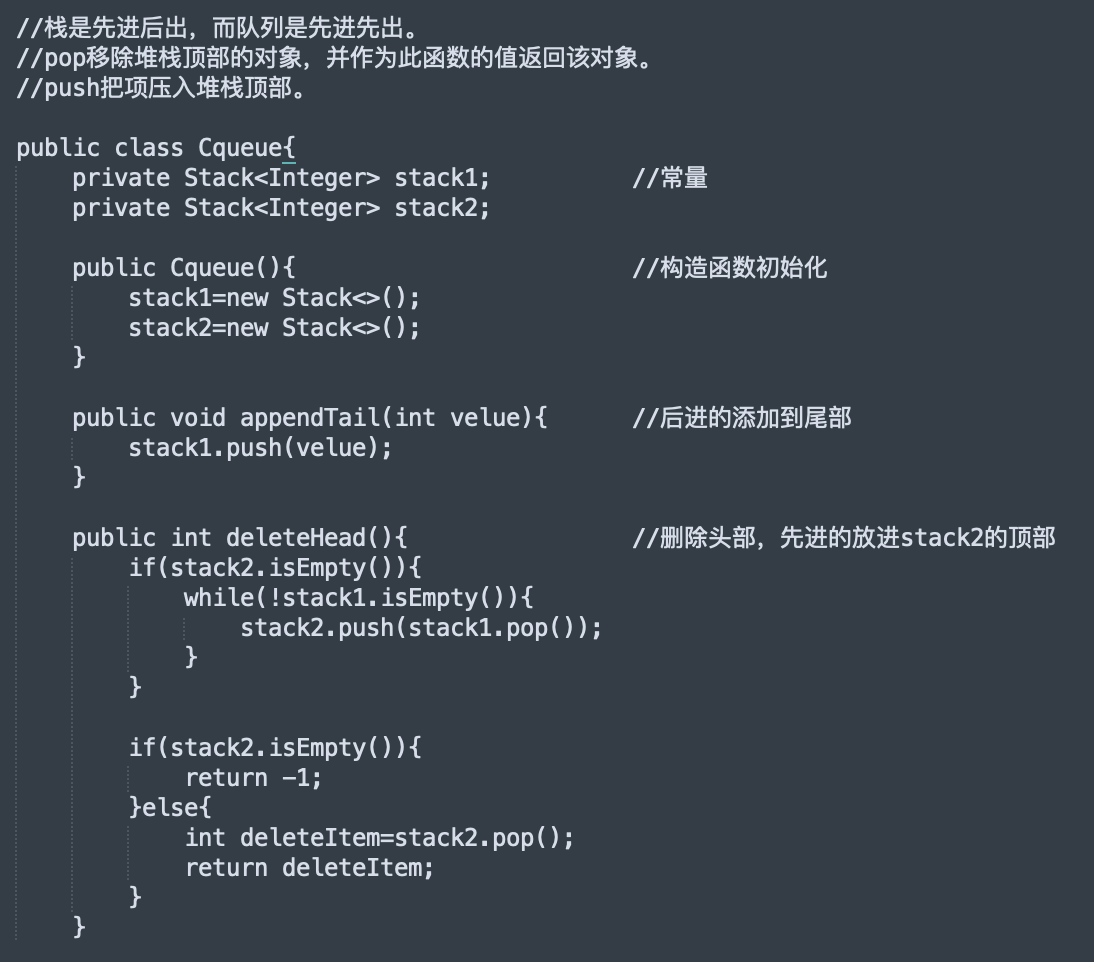 //栈是先进后出，而队列是先进先出。
//pop移除堆栈顶部的对象，并作为此函数的值返回该对象。
//push把项压入堆栈顶部。
public class Cqueue{
    private Stack<Integer> stack1;          //常量
    private Stack<Integer> stack2;
    public Cqueue(){                        //构造函数初始化
        stack1=new Stack<>();
        stack2=new Stack<>();
    }
    public void appendTail(int velue){      //后进的添加到尾部
        stack1.push(velue);
    }
    public int deleteHead(){                //删除头部，先进的放进stack2的顶部
        if(stack2.isEmpty()){
            while(!stack1.isEmpty()){
                stack2.push(stack1.pop());
            }
        }
        if(stack2.isEmpty()){
            return -1;
        }else{
            int deleteItem=stack2.pop();
            return deleteItem;
        }
    }